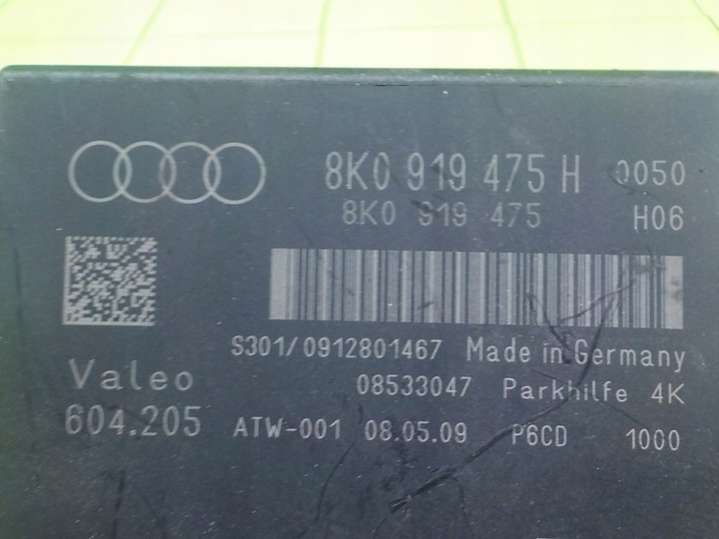 8K0 919 475 H 0050
8K0 919 475 H06
S301/0912801467 Made in Germany
Valeo 08533047 Parkhilfe 4K
604.205 ATW-001 08.05.09 P6CD 1000